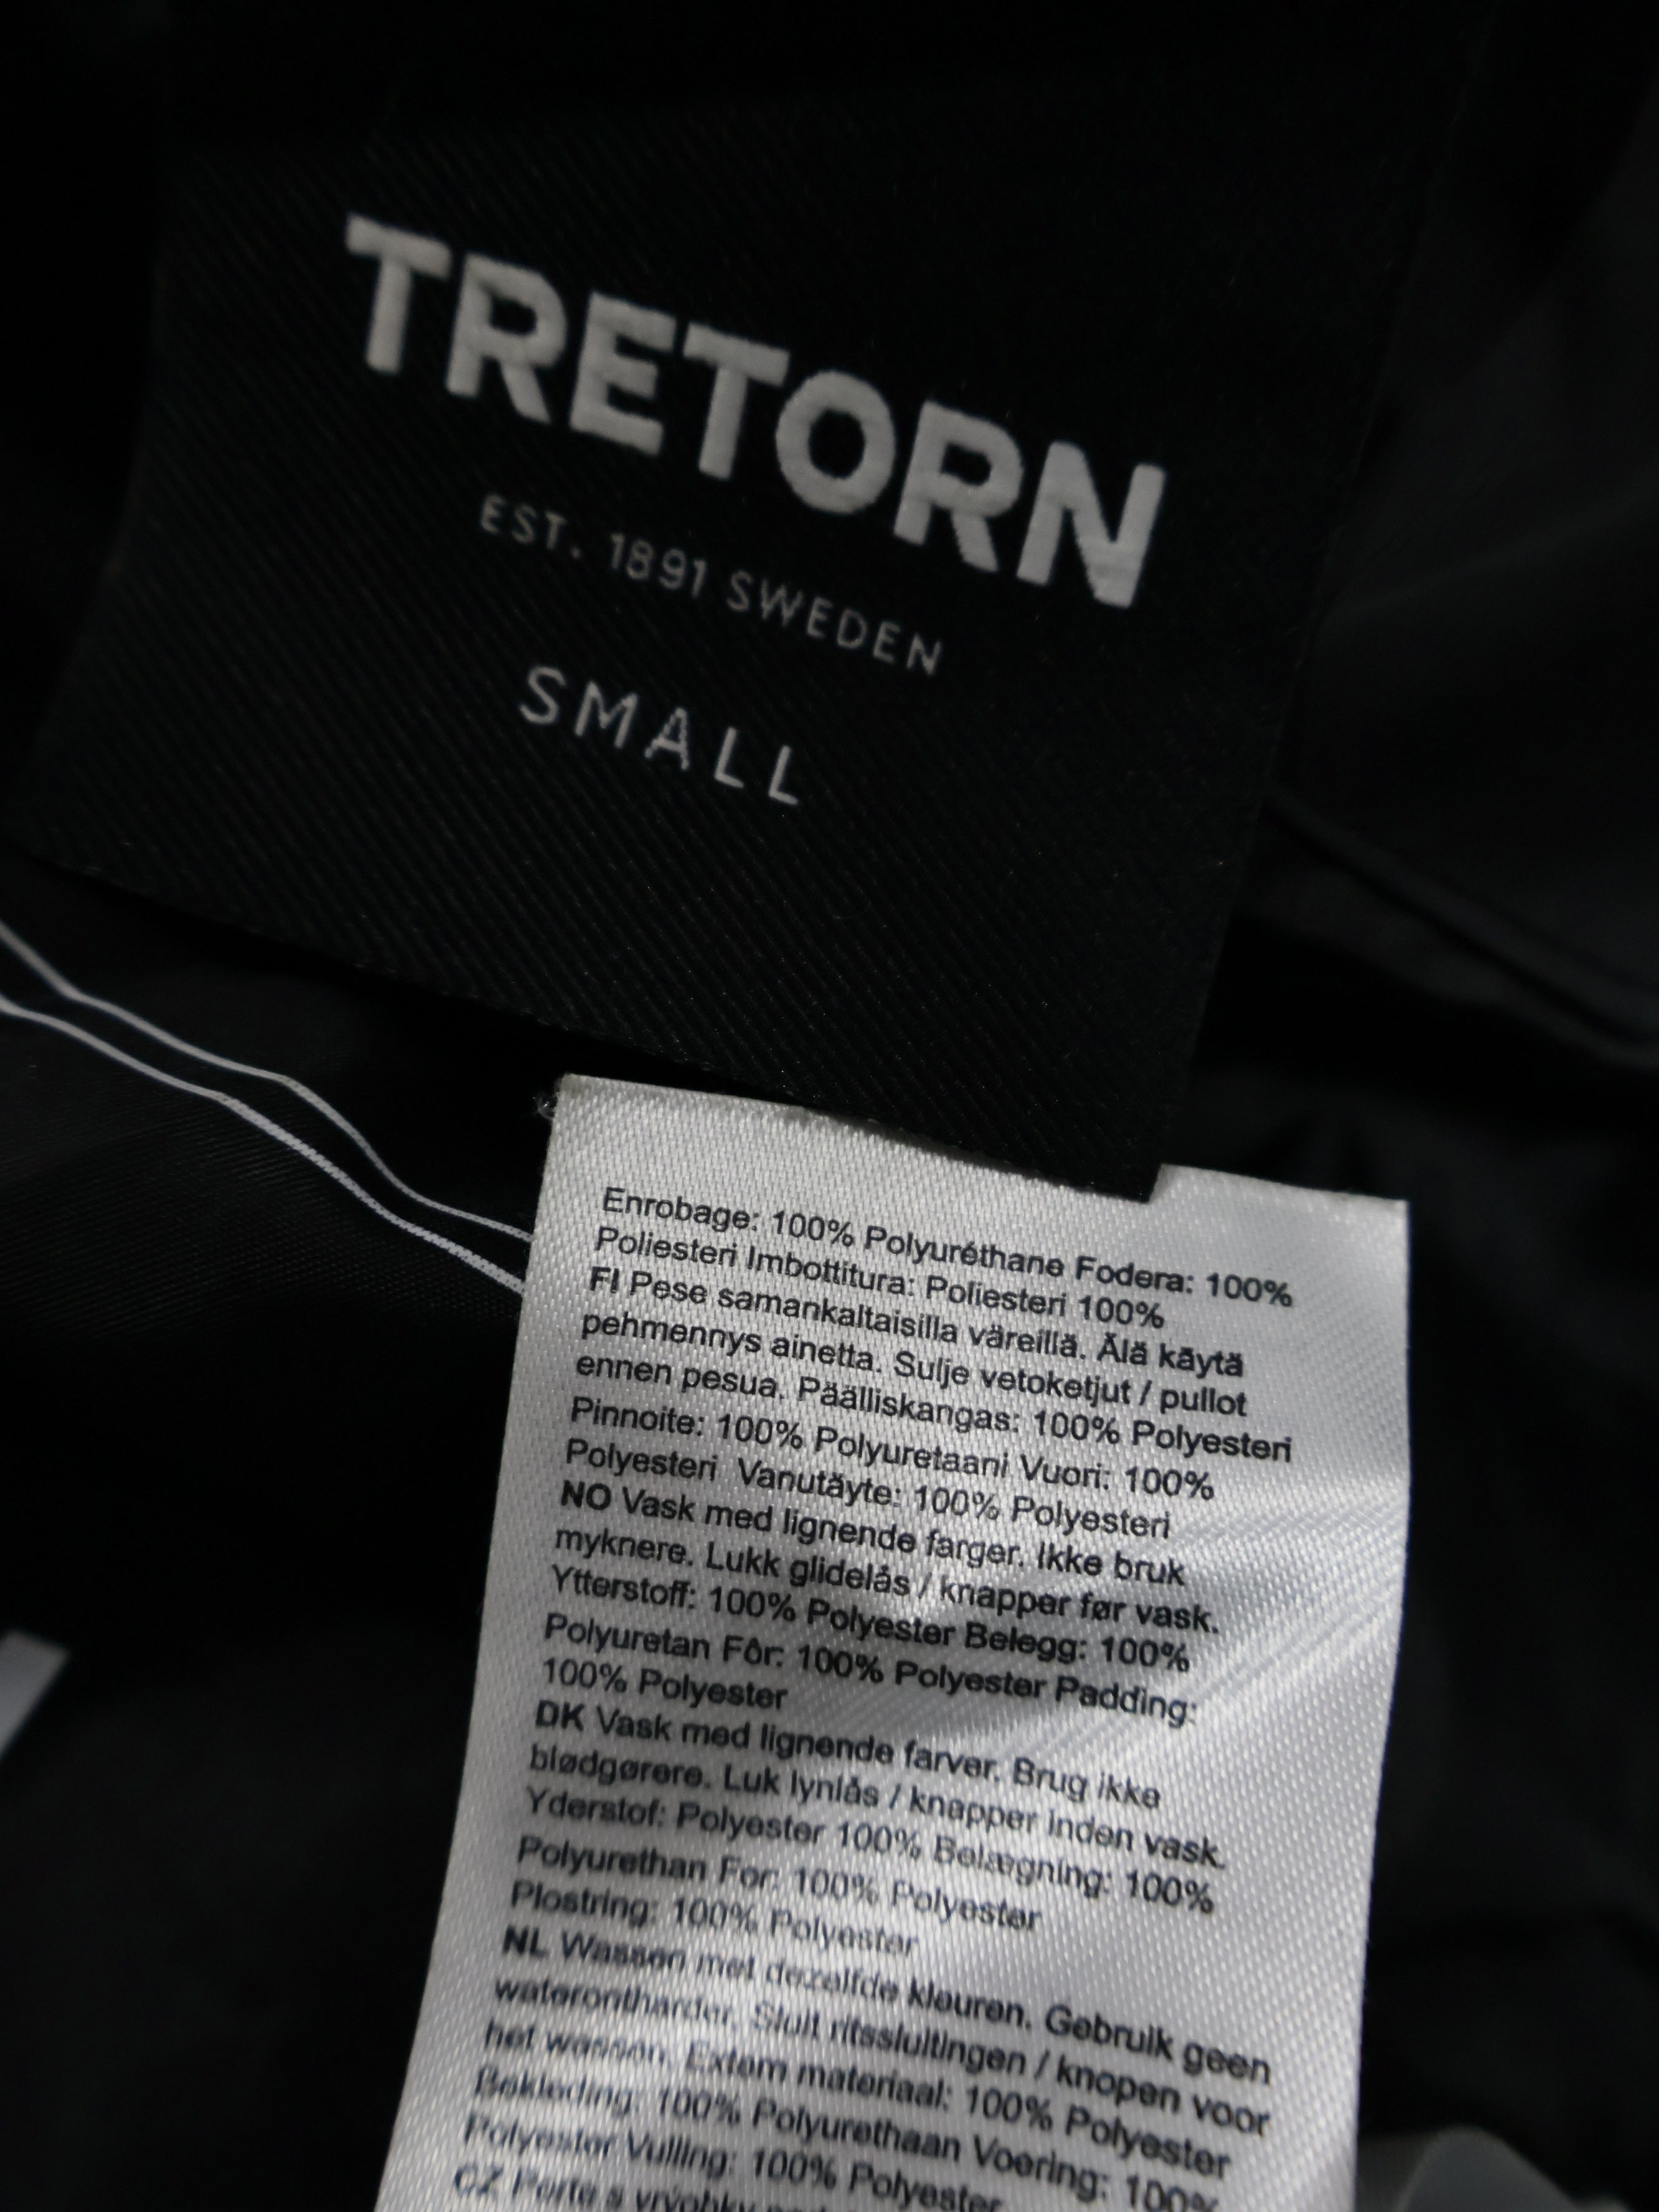 TRETORN
EST. 1891 SWEDEN
SMALL
Enrobage: 100% Polyuréthane Fodera: 100%
Poliesteri Imbottitura: Poliesteri 100%
FI Pese samankaltaisilla väreillä. Älä käytä
pehmennys ainetta. Sulje vetoketjut / pullot
ennen pesua. Päälliskangas: 100% Polyesteri
Pinnoite: 100% Polyuretaani Vuori: 100%
Polyesteri Vanutäyte: 100% Polyesteri
NO Vask med lignende farger. Ikke bruk
myknere. Lukk glidelås / knapper før vask.
Ytterstoff: 100% Polyester Belegg: 100%
Polyuretan Fôr: 100% Polyester Padding:
100% Polyester
DK Vask med lignende farver. Brug ikke
blødgørere. Luk lynlås / knapper inden vask.
Yderstof: Polyester 100% Belægning: 100%
Polyurethan For: 100% Polyester
Plostring: 100% Polyester
NL Wassen met dezelfde kleuren. Gebruik geen
waterontharder. Sluit ritssluitingen / knopen voor
het wassen. Extern materiaal: 100% Polyester
Bekleding: 100% Polyurethaan Voering: 100%
Polyester Vulling: 100% Polyester
CZ Perte s